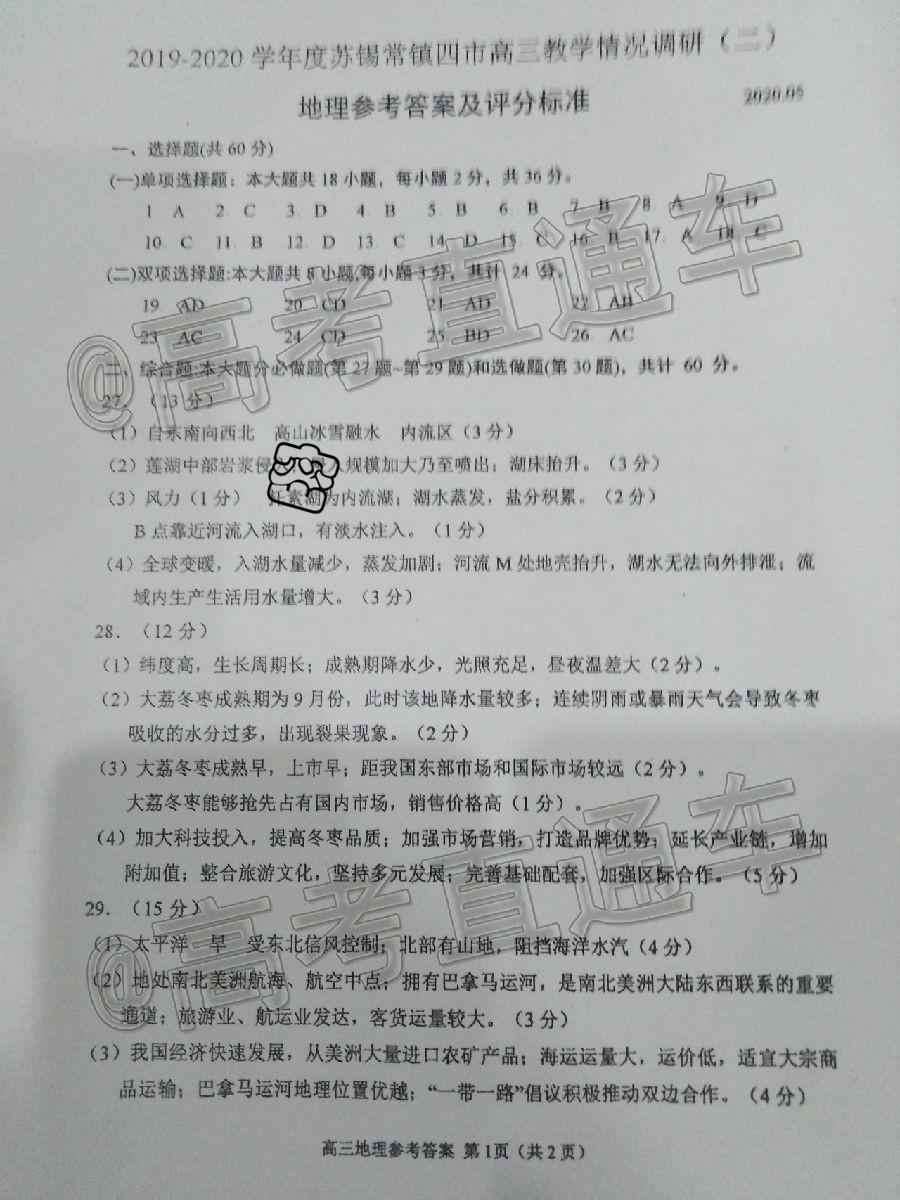 2019-2020 学年度苏锡常镇四市高三教学情况调研（二）
地理参考答案及评分标准 2020.05
一、选择题(共 60 分)
(一)单项选择题：本大题共 18 小题，每小题 2 分，共 36 分。
1 A 2. C 3. D 4. B 5. B 6. B 7. B 8. A 9. D
10. C 11. B 12. D 13. C 14. D 15. C 16. B 17. A 18. C
(二)双项选择题:本大题共 8 小题,每小题 3 分，共计 24 分。
19 AD 20 CD 21 AD 22 AB
23 AC 24 CD 25 BD 26 AC
二、综合题:本大题分必做题(第 27 题~第 29 题)和选做题(第 30 题)，共计 60 分。
27．（13 分）
（1）自东南向西北 高山冰雪融水 内流区（3 分）
（2）莲湖中部岩浆侵 规模加大乃至喷出；湖床抬升。（3 分）
（3）风力（1 分） 素湖为内流湖；湖水蒸发，盐分积累。（2 分）
B 点靠近河流入湖口，有淡水注入。（1 分）
（4）全球变暖，入湖水量减少，蒸发加剧；河流 M 处地壳抬升，湖水无法向外排泄；流
域内生产生活用水量增大。（3 分）
28．（12 分）
（1）纬度高，生长周期长；成熟期降水少，光照充足，昼夜温差大（2 分）。
（2）大荔冬枣成熟期为 9 月份，此时该地降水量较多；连续阴雨或暴雨天气会导致冬枣
吸收的水分过多，出现裂果现象。（2 分）
（3）大荔冬枣成熟早，上市早；距我国东部市场和国际市场较远（2 分）。
大荔冬枣能够抢先占有国内市场，销售价格高（1 分）。
（4）加大科技投入，提高冬枣品质；加强市场营销，打造品牌优势；延长产业链，增加
附加值；整合旅游文化，坚持多元发展；完善基础配套，加强区际合作。（5 分）
29．（15 分）
（1）太平洋 旱 受东北信风控制；北部有山地，阻挡海洋水汽（4 分）
（2）地处南北美洲航海、航空中点；拥有巴拿马运河，是南北美洲大陆东西联系的重要
通道；旅游业、航运业发达，客货运量较大。（3 分）
（3）我国经济快速发展，从美洲大量进口农矿产品；海运运量大，运价低，适宜大宗商
品运输；巴拿马运河地理位置优越；“一带一路”倡议积极推动双边合作。（4 分）
高三地理参考答案 第 1 页（共 2 页）
@高考直通车
@高考直通车